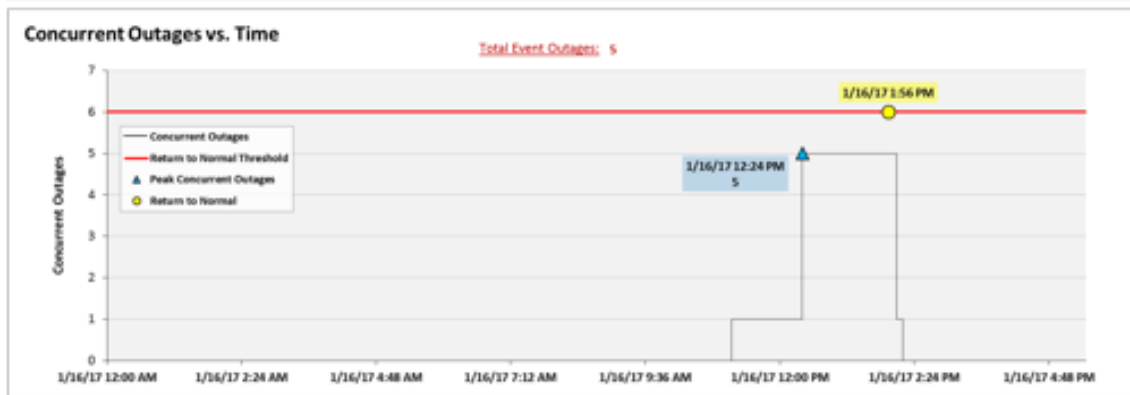 Concurrent Outages vs. Time
Total Event Outages: 5
7
1/16/17 1:56 PM
6
Concurrent Outages
Return to Normal Threshold
Peak Concurrent Outages
Return to Normal
5
1/16/17 12:24 PM
5
4
3
2
1
0
Concurrent Outages
1/16/17 12:00 AM
1/16/17 2:24 AM
1/16/17 4:48 AM
1/16/17 7:12 AM
1/16/17 9:36 AM
1/16/17 12:00 PM
1/16/17 2:24 PM
1/16/17 4:48 PM